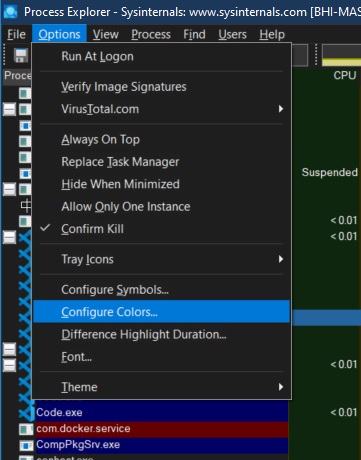 Process Explorer - Sysinternals: www.sysinternals.com [BHI-MAS
File Options View Process Find Users Help
Run At Logon
Proce CPU
Verify Image Signatures
VirusTotal.com
Always On Top
Replace Task Manager
Suspended
Hide When Minimized
Allow Only One Instance
< 0.01
Confirm Kill
< 0.01
Tray Icons
Configure Symbols...
Configure Colors...
Difference Highlight Duration...
Font...
< 0.01
Theme
Code.exe < 0.01
com.docker.service
CompPkgSrv.exe